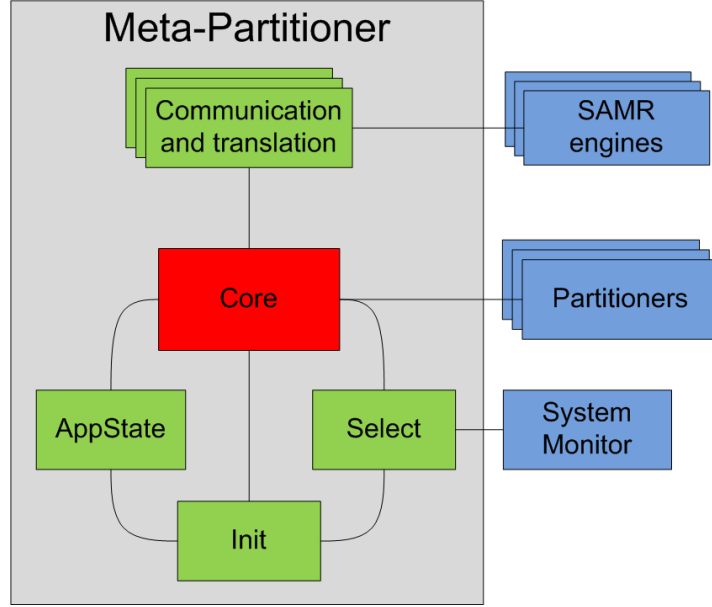 Meta-Partitioner
Communication
and translation
SAMR
engines
Core
Partitioners
AppState
Select
System
Monitor
Init